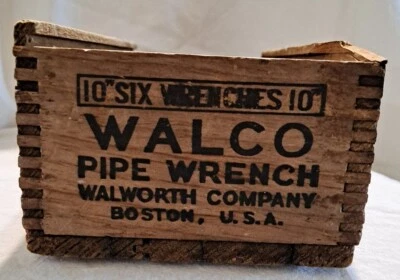 10" SIX WRENCHES 10"
WALCO
PIPE WRENCH
WALWORTH COMPANY
BOSTON, U.S.A.